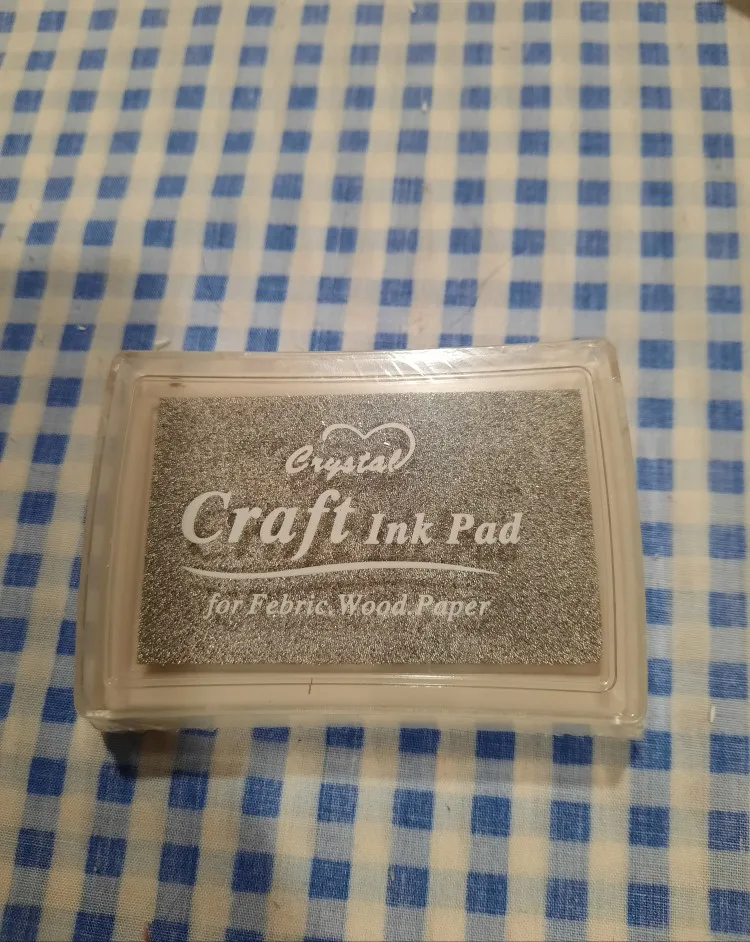 Crystal
Craft Ink Pad
for Febric.Wood.Paper